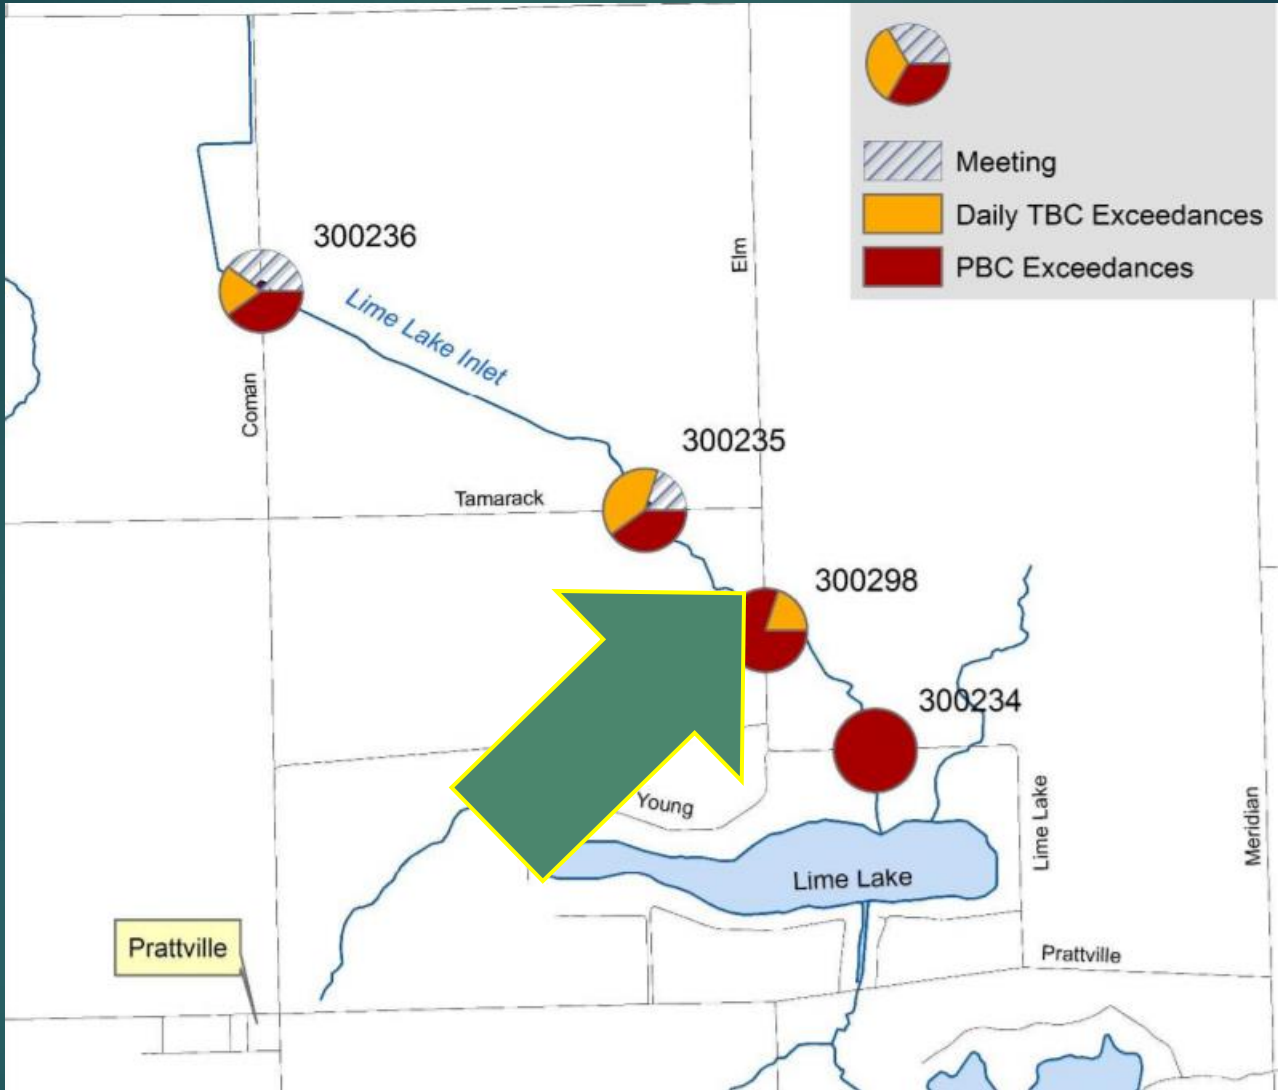 Meeting
Daily TBC Exceedances
PBC Exceedances
300236
Elm
Lime Lake Inlet
Coman
300235
Tamarack
300298
300234
Young
Lime Lake
Meridian
Lime Lake
Prattville
Prattville